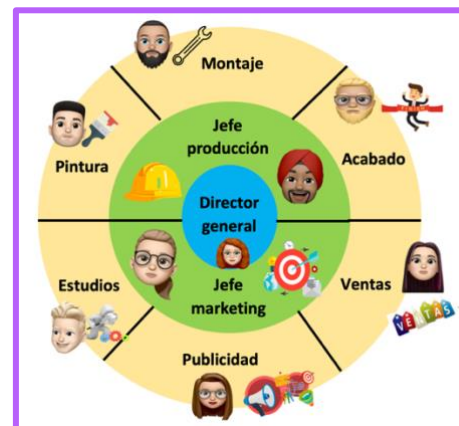 Montaje
Jefe
producción
Pintura
Acabado
Director
general
Estudios
Ventas
Jefe
marketing
VENTAS
Publicidad